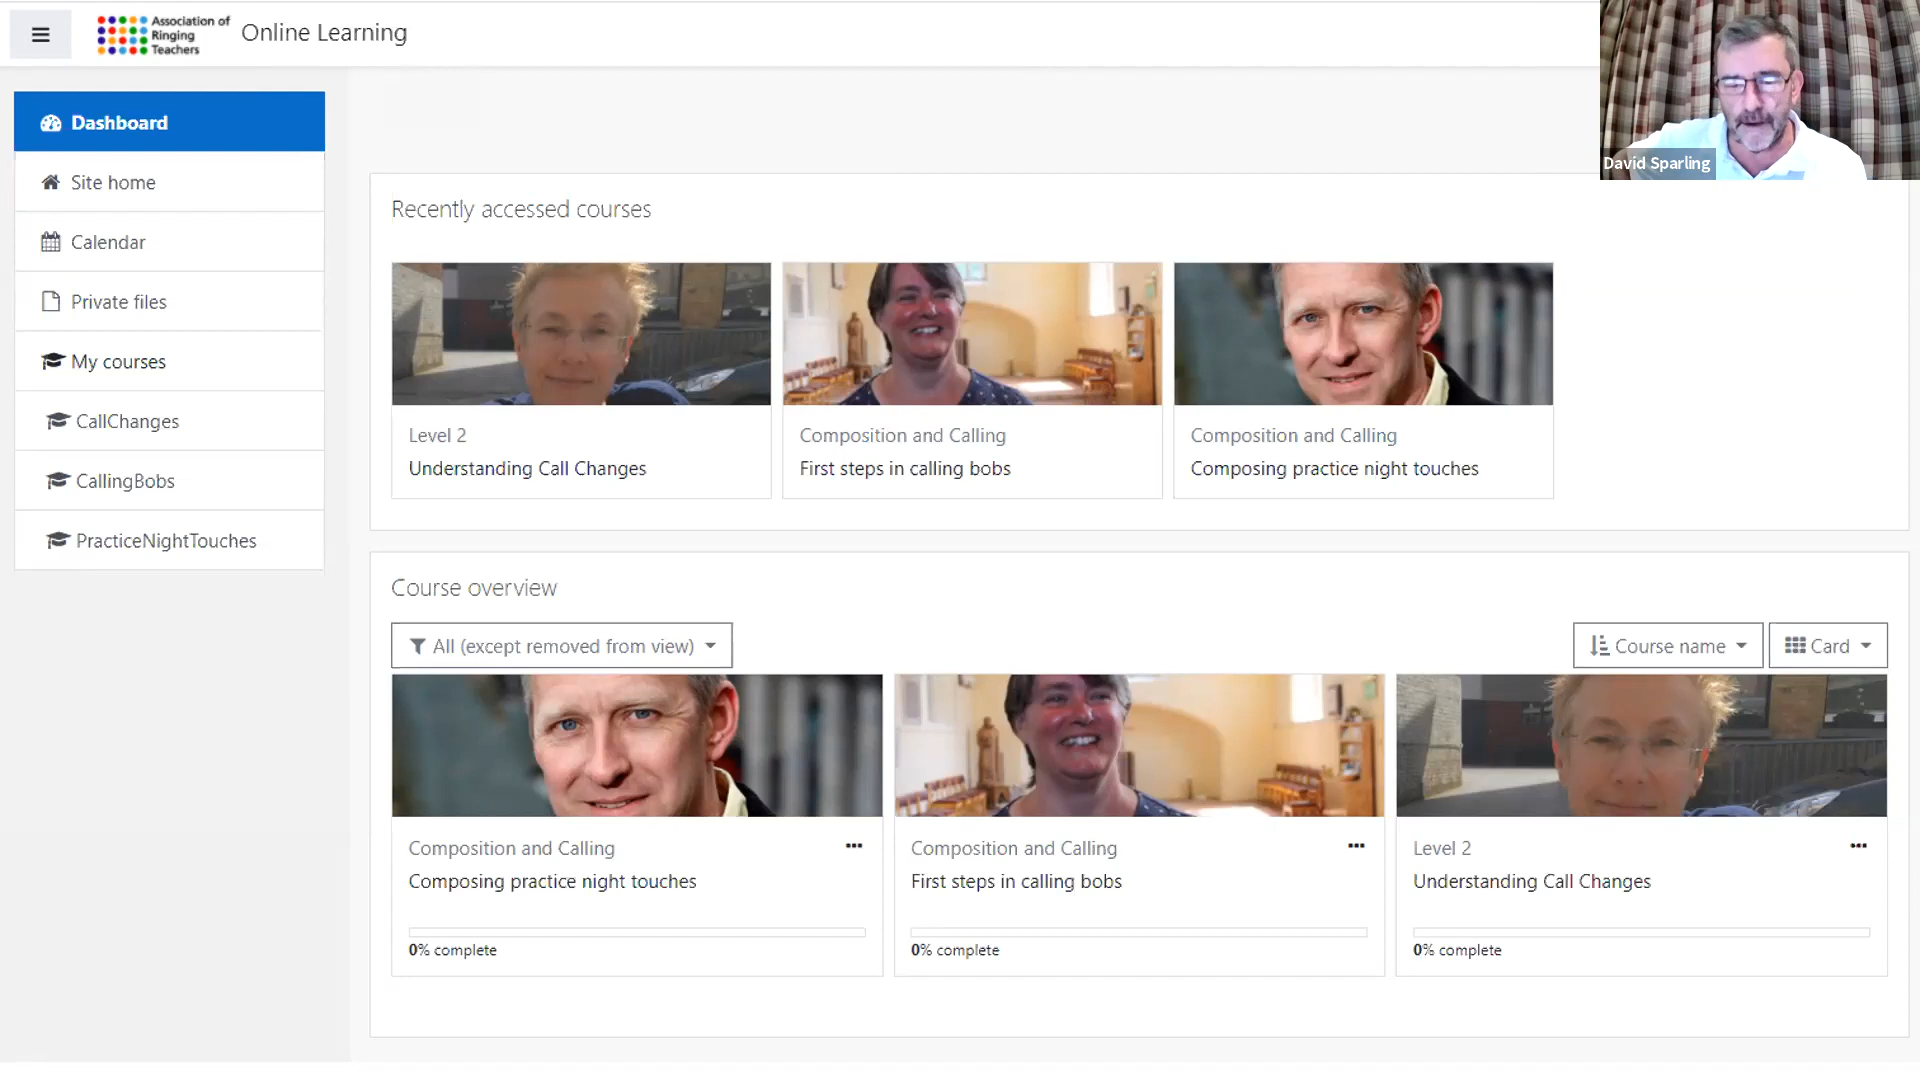 Association of
Ringing
Teachers
Online Learning
David Sparling
Dashboard
Site home
Calendar
Private files
My courses
CallChanges
CallingBobs
PracticeNightTouches
Recently accessed courses
Level 2
Understanding Call Changes
Composition and Calling
First steps in calling bobs
Composition and Calling
Composing practice night touches
Course overview
All (except removed from view)
Course name
Card
Composition and Calling
Composing practice night touches
0% complete
Composition and Calling
First steps in calling bobs
0% complete
Level 2
Understanding Call Changes
0% complete